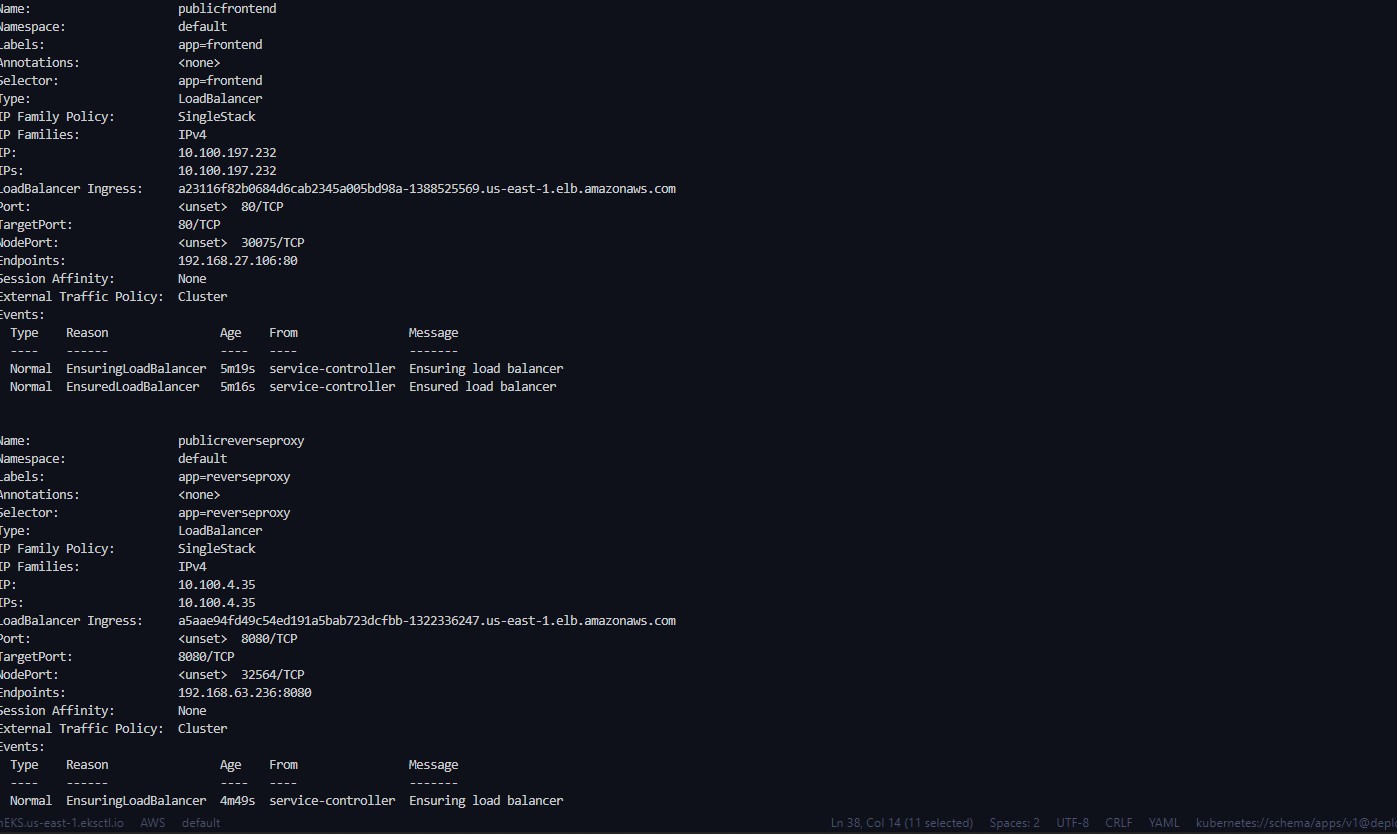 Name:                     publicfrontend
Namespace:                default
Labels:                   app=frontend
Annotations:              <none>
Selector:                 app=frontend
Type:                     LoadBalancer
IP Family Policy:         SingleStack
IP Families:              IPv4
IP:                       10.100.197.232
IPs:                      10.100.197.232
LoadBalancer Ingress:     a23116f82b0684d6cab2345a005bd98a-1388525569.us-east-1.elb.amazonaws.com
Port:                     <unset>  80/TCP
TargetPort:               80/TCP
NodePort:                 <unset>  30075/TCP
Endpoints:                192.168.27.106:80
Session Affinity:         None
External Traffic Policy:  Cluster
Events:
  Type    Reason                Age    From                Message
  ----    ------                ----   ----                -------
  Normal  EnsuringLoadBalancer  5m19s  service-controller  Ensuring load balancer
  Normal  EnsuredLoadBalancer   5m16s  service-controller  Ensured load balancer
Name:                     publicreverseproxy
Namespace:                default
Labels:                   app=reverseproxy
Annotations:              <none>
Selector:                 app=reverseproxy
Type:                     LoadBalancer
IP Family Policy:         SingleStack
IP Families:              IPv4
IP:                       10.100.4.35
IPs:                      10.100.4.35
LoadBalancer Ingress:     a5aae94fd49c54ed191a5bab723dcfbb-1322336247.us-east-1.elb.amazonaws.com
Port:                     <unset>  8080/TCP
TargetPort:               8080/TCP
NodePort:                 <unset>  32564/TCP
Endpoints:                192.168.63.236:8080
Session Affinity:         None
External Traffic Policy:  Cluster
Events:
  Type    Reason                Age    From                Message
  ----    ------                ----   ----                -------
  Normal  EnsuringLoadBalancer  4m49s  service-controller  Ensuring load balancer
nEKS.us-east-1.eksctl.io  AWS  default  Ln 38, Col 14 (11 selected)  Spaces: 2  UTF-8  CRLF  YAML  kubernetes://schema/apps/v1@depl